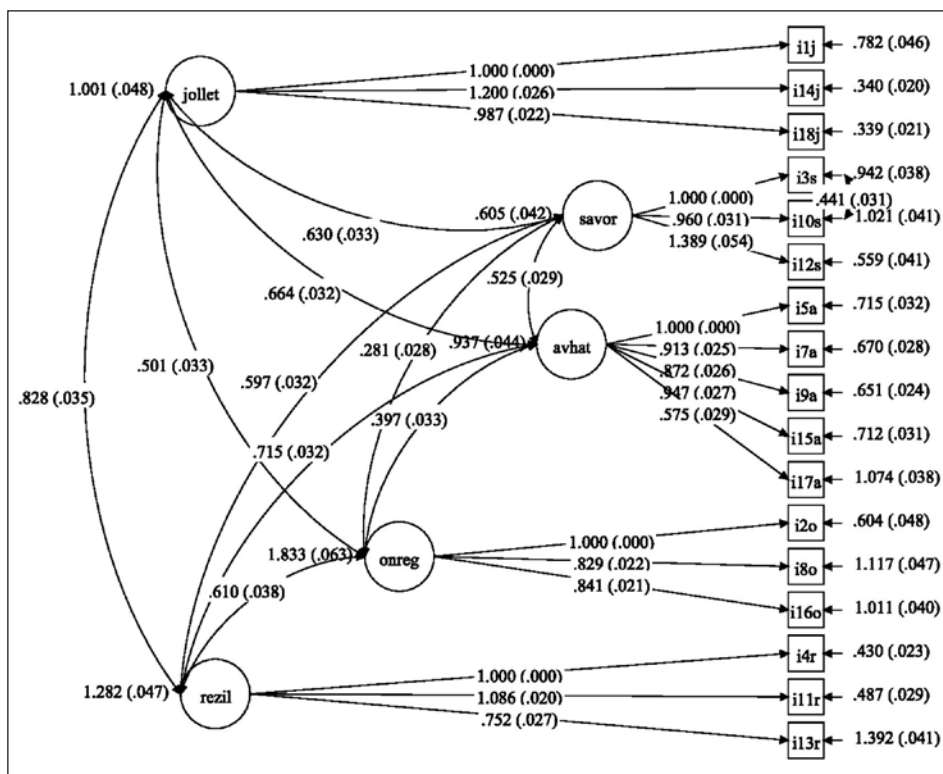 i1j
.782 (.046)
1.000 (.000)
1.001 (.048)
jollet
1.200 (.026)
i14j
.340 (.020)
.987 (.022)
i18j
.339 (.021)
i3s
.942 (.038)
1.000 (.000)
.441 (.031)
.605 (.042)
savor
.960 (.031)
i10s
1.021 (.041)
.630 (.033)
1.389 (.054)
i12s
.559 (.041)
.525 (.029)
.664 (.032)
i5a
.715 (.032)
1.000 (.000)
.937 (.044)
avhat
.913 (.025)
i7a
.670 (.028)
.281 (.028)
.501 (.033)
.872 (.026)
i9a
.651 (.024)
.597 (.032)
.947 (.027)
.828 (.035)
.575 (.029)
.397 (.033)
i15a
.712 (.031)
.715 (.032)
i17a
1.074 (.038)
i2o
.604 (.048)
1.000 (.000)
1.833 (.063)
onreg
.829 (.022)
i8o
1.117 (.047)
.610 (.038)
.841 (.021)
i16o
1.011 (.040)
i4r
.430 (.023)
1.000 (.000)
1.282 (.047)
rezil
1.086 (.020)
i11r
.487 (.029)
.752 (.027)
i13r
1.392 (.041)